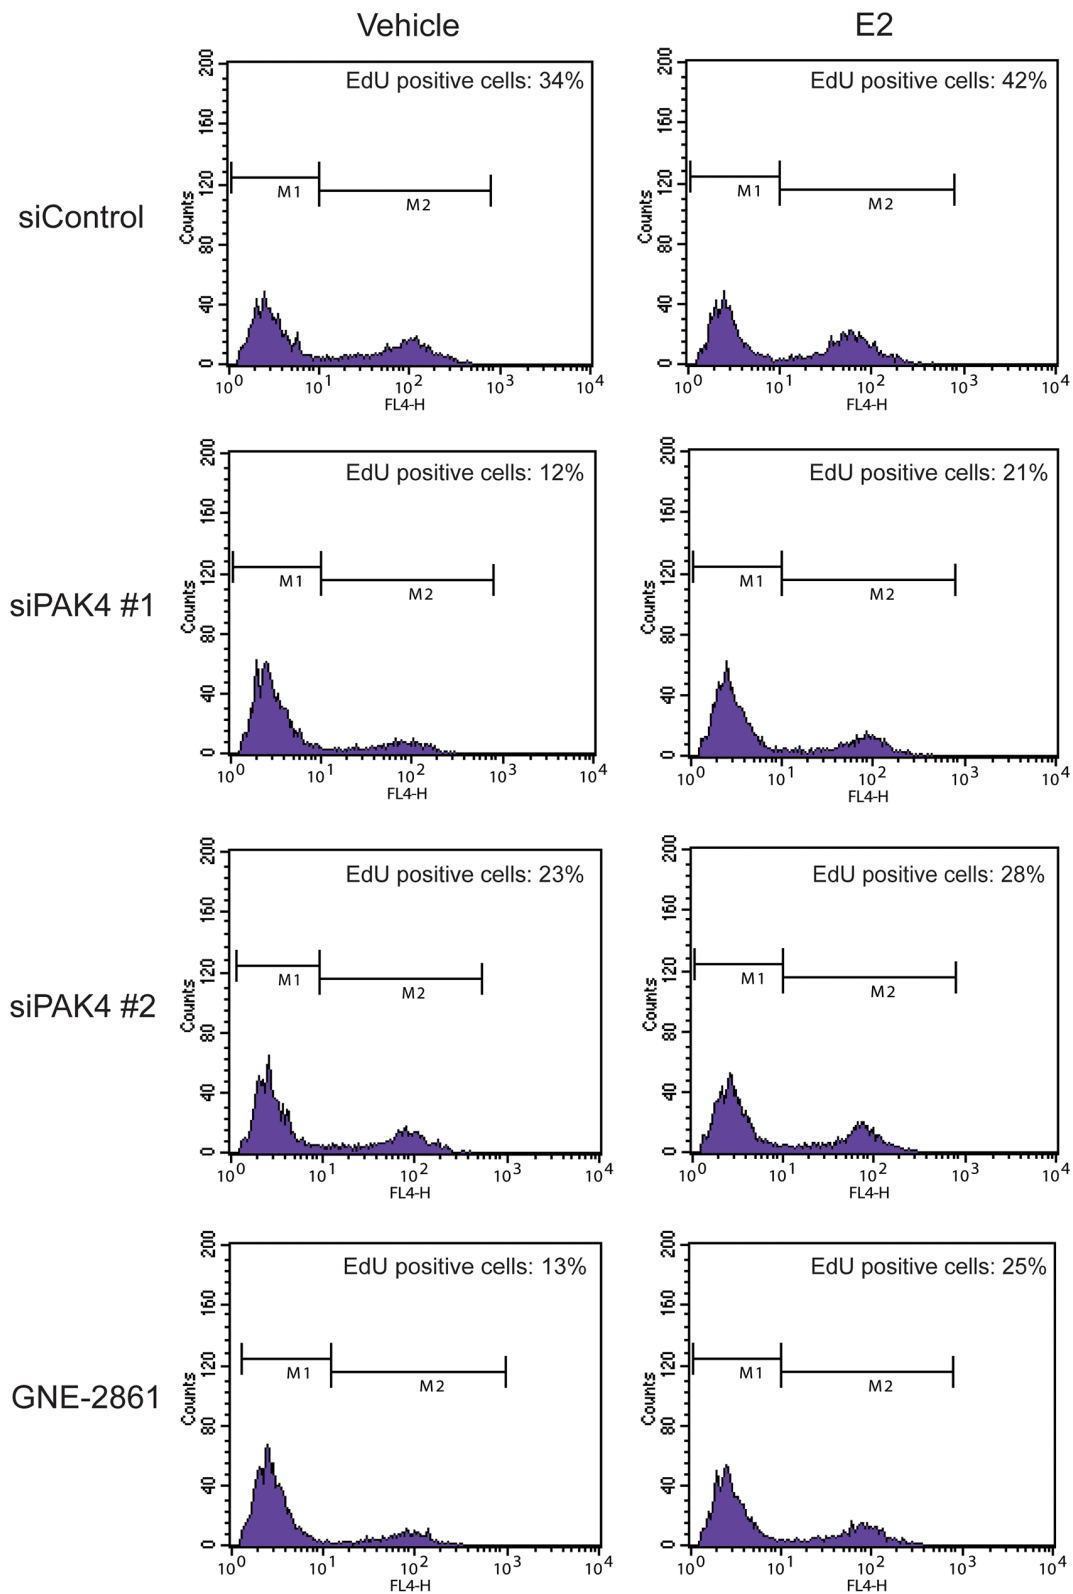 Vehicle
E2
siControl
EdU positive cells: 34%
200
160
120
80
40
0
Counts
M1
M2
10^0 10^1 10^2 10^3 10^4
FL4-H
EdU positive cells: 42%
200
160
120
80
40
0
Counts
M1
M2
10^0 10^1 10^2 10^3 10^4
FL4-H
siPAK4 #1
EdU positive cells: 12%
200
160
120
80
40
0
Counts
M1
M2
10^0 10^1 10^2 10^3 10^4
FL4-H
EdU positive cells: 21%
200
160
120
80
40
0
Counts
M1
M2
10^0 10^1 10^2 10^3 10^4
FL4-H
siPAK4 #2
EdU positive cells: 23%
200
160
120
80
40
0
Counts
M1
M2
10^0 10^1 10^2 10^3 10^4
FL4-H
EdU positive cells: 28%
200
160
120
80
40
0
Counts
M1
M2
10^0 10^1 10^2 10^3 10^4
FL4-H
GNE-2861
EdU positive cells: 13%
200
160
120
80
40
0
Counts
M1
M2
10^0 10^1 10^2 10^3 10^4
FL4-H
EdU positive cells: 25%
200
160
120
80
40
0
Counts
M1
M2
10^0 10^1 10^2 10^3 10^4
FL4-H